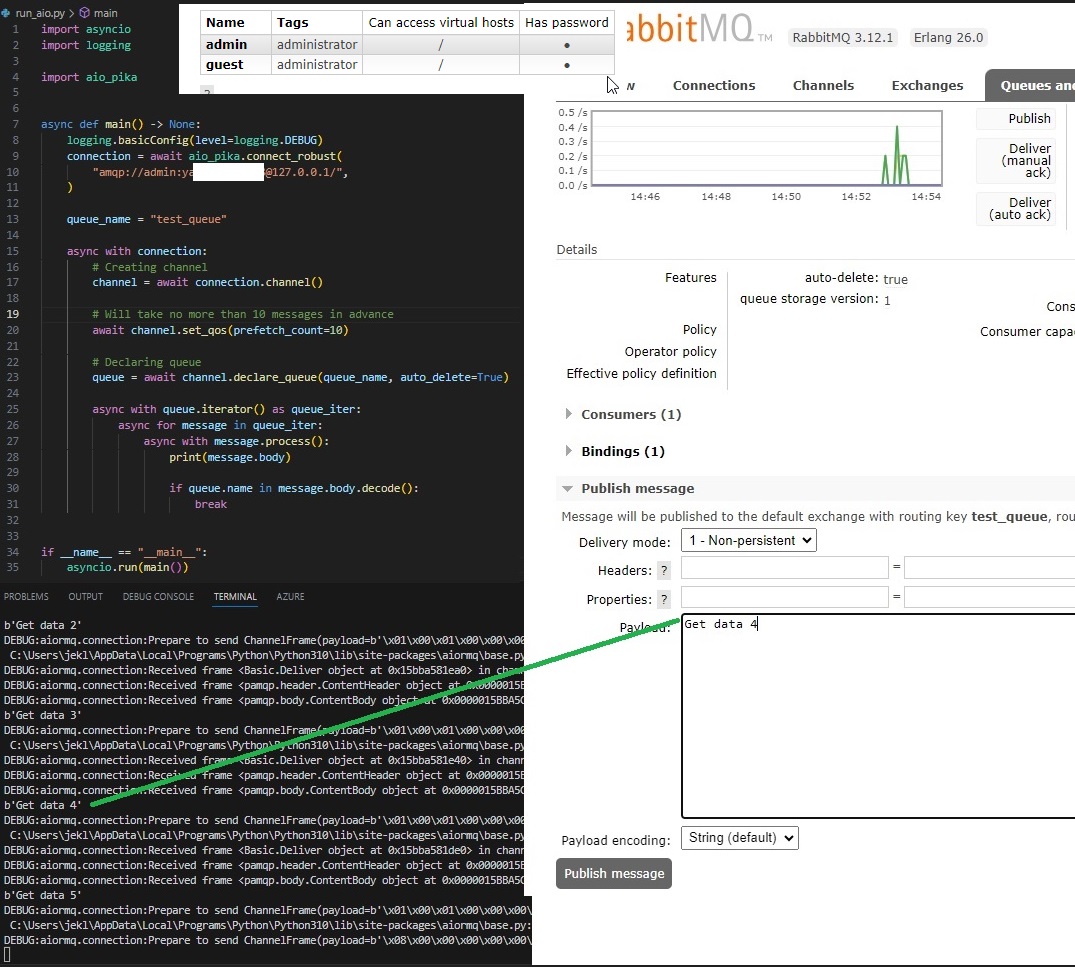 run_aio.py > main
1 import asyncio
2 import logging
3
4 import aio_pika
5
6
7 async def main() -> None:
8 logging.basicConfig(level=logging.DEBUG)
9 connection = await aio_pika.connect_robust(
10 "amqp://admin:ya @127.0.0.1/",
11 )
12
13 queue_name = "test_queue"
14
15 async with connection:
16 # Creating channel
17 channel = await connection.channel()
18
19 # Will take no more than 10 messages in advance
20 await channel.set_qos(prefetch_count=10)
21
22 # Declaring queue
23 queue = await channel.declare_queue(queue_name, auto_delete=True)
24
25 async with queue.iterator() as queue_iter:
26 async for message in queue_iter:
27 async with message.process():
28 print(message.body)
29
30 if queue.name in message.body.decode():
31 break
32
33
34 if __name__ == "__main__":
35 asyncio.run(main())
PROBLEMS OUTPUT DEBUG CONSOLE TERMINAL AZURE
b'Get data 2'
DEBUG:aiormq.connection:Prepare to send ChannelFrame(payload=b'\x01\x00\x01\x00\x00\x00
C:\Users\jekl\AppData\Local\Programs\Python\Python310\lib\site-packages\aiormq\base.py
DEBUG:aiormq.connection:Received frame <Basic.Deliver object at 0x15bba581ea0> in chan
DEBUG:aiormq.connection:Received frame <pamqp.header.ContentHeader object at 0x0000015B
DEBUG:aiormq.connection:Received frame <pamqp.body.ContentBody object at 0x0000015BBA5C
b'Get data 3'
DEBUG:aiormq.connection:Prepare to send ChannelFrame(payload=b'\x01\x00\x01\x00\x00\x00
C:\Users\jekl\AppData\Local\Programs\Python\Python310\lib\site-packages\aiormq\base.py
DEBUG:aiormq.connection:Received frame <Basic.Deliver object at 0x15bba581e40> in chan
DEBUG:aiormq.connection:Received frame <pamqp.header.ContentHeader object at 0x0000015B
DEBUG:aiormq.connection:Received frame <pamqp.body.ContentBody object at 0x0000015BBA5C
b'Get data 4'
DEBUG:aiormq.connection:Prepare to send ChannelFrame(payload=b'\x01\x00\x01\x00\x00\x00
C:\Users\jekl\AppData\Local\Programs\Python\Python310\lib\site-packages\aiormq\base.py
DEBUG:aiormq.connection:Received frame <Basic.Deliver object at 0x15bba581de0> in chan
DEBUG:aiormq.connection:Received frame <pamqp.header.ContentHeader object at 0x0000015B
DEBUG:aiormq.connection:Received frame <pamqp.body.ContentBody object at 0x0000015BBA5C
b'Get data 5'
DEBUG:aiormq.connection:Prepare to send ChannelFrame(payload=b'\x01\x00\x01\x00\x00\x00\
C:\Users\jekl\AppData\Local\Programs\Python\Python310\lib\site-packages\aiormq\base.py:
DEBUG:aiormq.connection:Prepare to send ChannelFrame(payload=b'\x08\x00\x00\x00\x00\x00\
Name Tags Can access virtual hosts Has password
admin administrator / ●
guest administrator / ●
?
abbitMQ TM RabbitMQ 3.12.1 Erlang 26.0
w Connections Channels Exchanges Queues and
0.5 /s
0.4 /s
0.3 /s
0.2 /s
0.1 /s
0.0 /s
14:46 14:48 14:50 14:52 14:54
Publish
Deliver
(manual
ack)
Deliver
(auto ack)
Details
Features auto-delete: true
queue storage version: 1
Cons
Policy
Consumer capa
Operator policy
Effective policy definition
Consumers (1)
Bindings (1)
Publish message
Message will be published to the default exchange with routing key test_queue, rou
Delivery mode: 1 - Non-persistent
Headers: ? =
Properties: ? =
Payload: Get data 4
Payload encoding: String (default)
Publish message